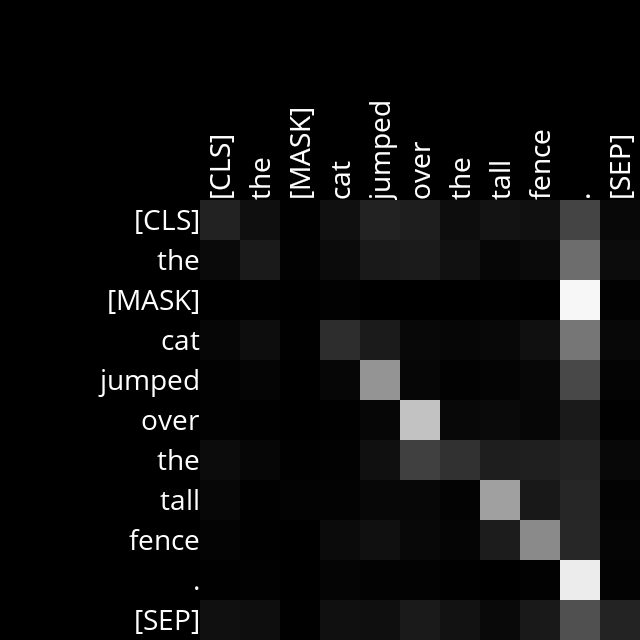 [CLS] the [MASK] cat jumped over the tall fence . [SEP]
[CLS]
the
[MASK]
cat
jumped
over
the
tall
fence
.
[SEP]